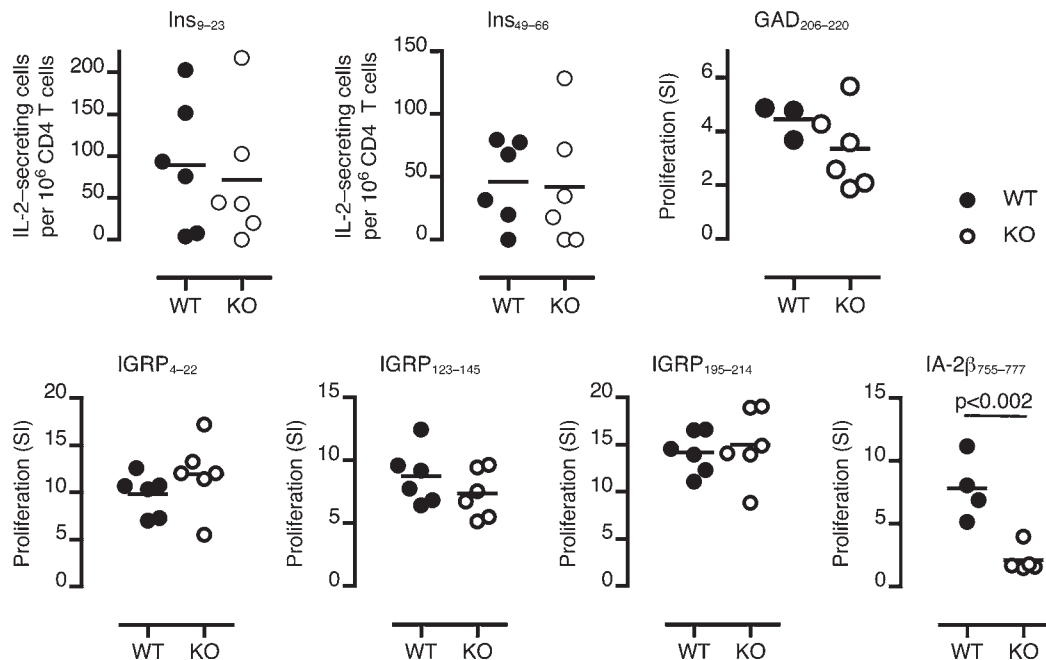 Ins9–23
IL-2–secreting cells
per 10⁶ CD4 T cells
200
150
100
50
0
WT KO
Ins49–66
IL-2–secreting cells
per 10⁶ CD4 T cells
150
100
50
0
WT KO
GAD206–220
Proliferation (SI)
6
4
2
0
WT KO
WT
KO
IGRP4–22
Proliferation (SI)
20
15
10
5
0
WT KO
IGRP123–145
Proliferation (SI)
15
10
5
0
WT KO
IGRP195–214
Proliferation (SI)
20
15
10
5
0
WT KO
IA-2β755–777
p<0.002
Proliferation (SI)
15
10
5
0
WT KO